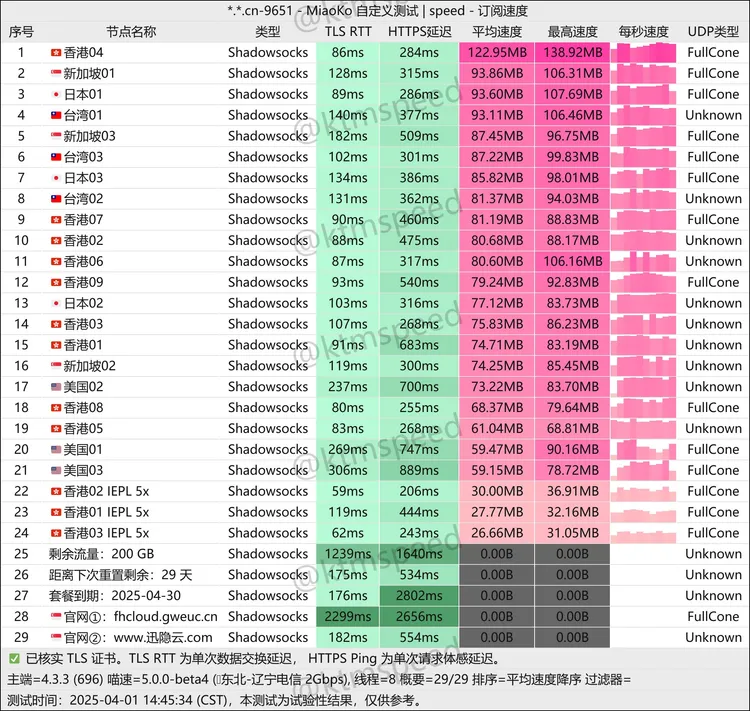 *.*.cn-9651 - MiaoKo 自定义测试 | speed - 订阅速度
序号 节点名称 类型 TLS RTT HTTPS延迟 平均速度 最高速度 每秒速度 UDP类型
1 香港04 Shadowsocks 86ms 284ms 122.95MB 138.92MB FullCone
2 新加坡01 Shadowsocks 128ms 315ms 93.86MB 106.31MB FullCone
3 日本01 Shadowsocks 89ms 286ms 93.60MB 107.69MB FullCone
4 台湾01 Shadowsocks 140ms 377ms 93.11MB 106.46MB Unknown
5 新加坡03 Shadowsocks 182ms 509ms 87.45MB 96.75MB FullCone
6 台湾03 Shadowsocks 102ms 301ms 87.22MB 99.83MB FullCone
7 日本03 Shadowsocks 134ms 386ms 85.82MB 98.01MB FullCone
8 台湾02 Shadowsocks 131ms 362ms 81.37MB 94.03MB Unknown
9 香港07 Shadowsocks 90ms 460ms 81.19MB 88.83MB FullCone
10 香港02 Shadowsocks 88ms 475ms 80.68MB 88.17MB Unknown
11 香港06 Shadowsocks 87ms 317ms 80.60MB 106.16MB Unknown
12 香港09 Shadowsocks 93ms 540ms 79.24MB 92.83MB FullCone
13 日本02 Shadowsocks 103ms 316ms 77.12MB 83.73MB Unknown
14 香港03 Shadowsocks 107ms 268ms 75.83MB 86.23MB Unknown
15 香港01 Shadowsocks 91ms 683ms 74.71MB 83.19MB Unknown
16 新加坡02 Shadowsocks 119ms 300ms 74.25MB 85.45MB Unknown
17 美国02 Shadowsocks 237ms 700ms 73.22MB 83.70MB Unknown
18 香港08 Shadowsocks 80ms 255ms 68.37MB 79.64MB FullCone
19 香港05 Shadowsocks 83ms 268ms 61.04MB 68.81MB Unknown
20 美国01 Shadowsocks 269ms 747ms 59.47MB 90.16MB FullCone
21 美国03 Shadowsocks 306ms 889ms 59.15MB 78.72MB FullCone
22 香港02 IEPL 5x Shadowsocks 59ms 206ms 30.00MB 36.91MB FullCone
23 香港01 IEPL 5x Shadowsocks 119ms 444ms 27.77MB 32.16MB FullCone
24 香港03 IEPL 5x Shadowsocks 62ms 243ms 26.66MB 31.05MB FullCone
25 剩余流量：200 GB Shadowsocks 1239ms 1640ms 0.00B 0.00B Unknown
26 距离下次重置剩余：29 天 Shadowsocks 175ms 534ms 0.00B 0.00B Unknown
27 套餐到期：2025-04-30 Shadowsocks 176ms 2802ms 0.00B 0.00B Unknown
28 官网①：fhcloud.gweuc.cn Shadowsocks 2299ms 2656ms 0.00B 0.00B FullCone
29 官网②：www.迅隐云.com Shadowsocks 182ms 554ms 0.00B 0.00B Unknown
已核实 TLS 证书。TLS RTT 为单次数据交换延迟， HTTPS Ping 为单次请求体感延迟。
主端=4.3.3 (696) 喵速=5.0.0-beta4 (东北-辽宁电信 2Gbps), 线程=8 概要=29/29 排序=平均速度降序 过滤器=
测试时间：2025-04-01 14:45:34 (CST)，本测试为试验性结果，仅供参考。
@ktmspeed
@ktmspeed
@ktmspeed
@ktmspeed
@ktmspeed
@ktmspeed